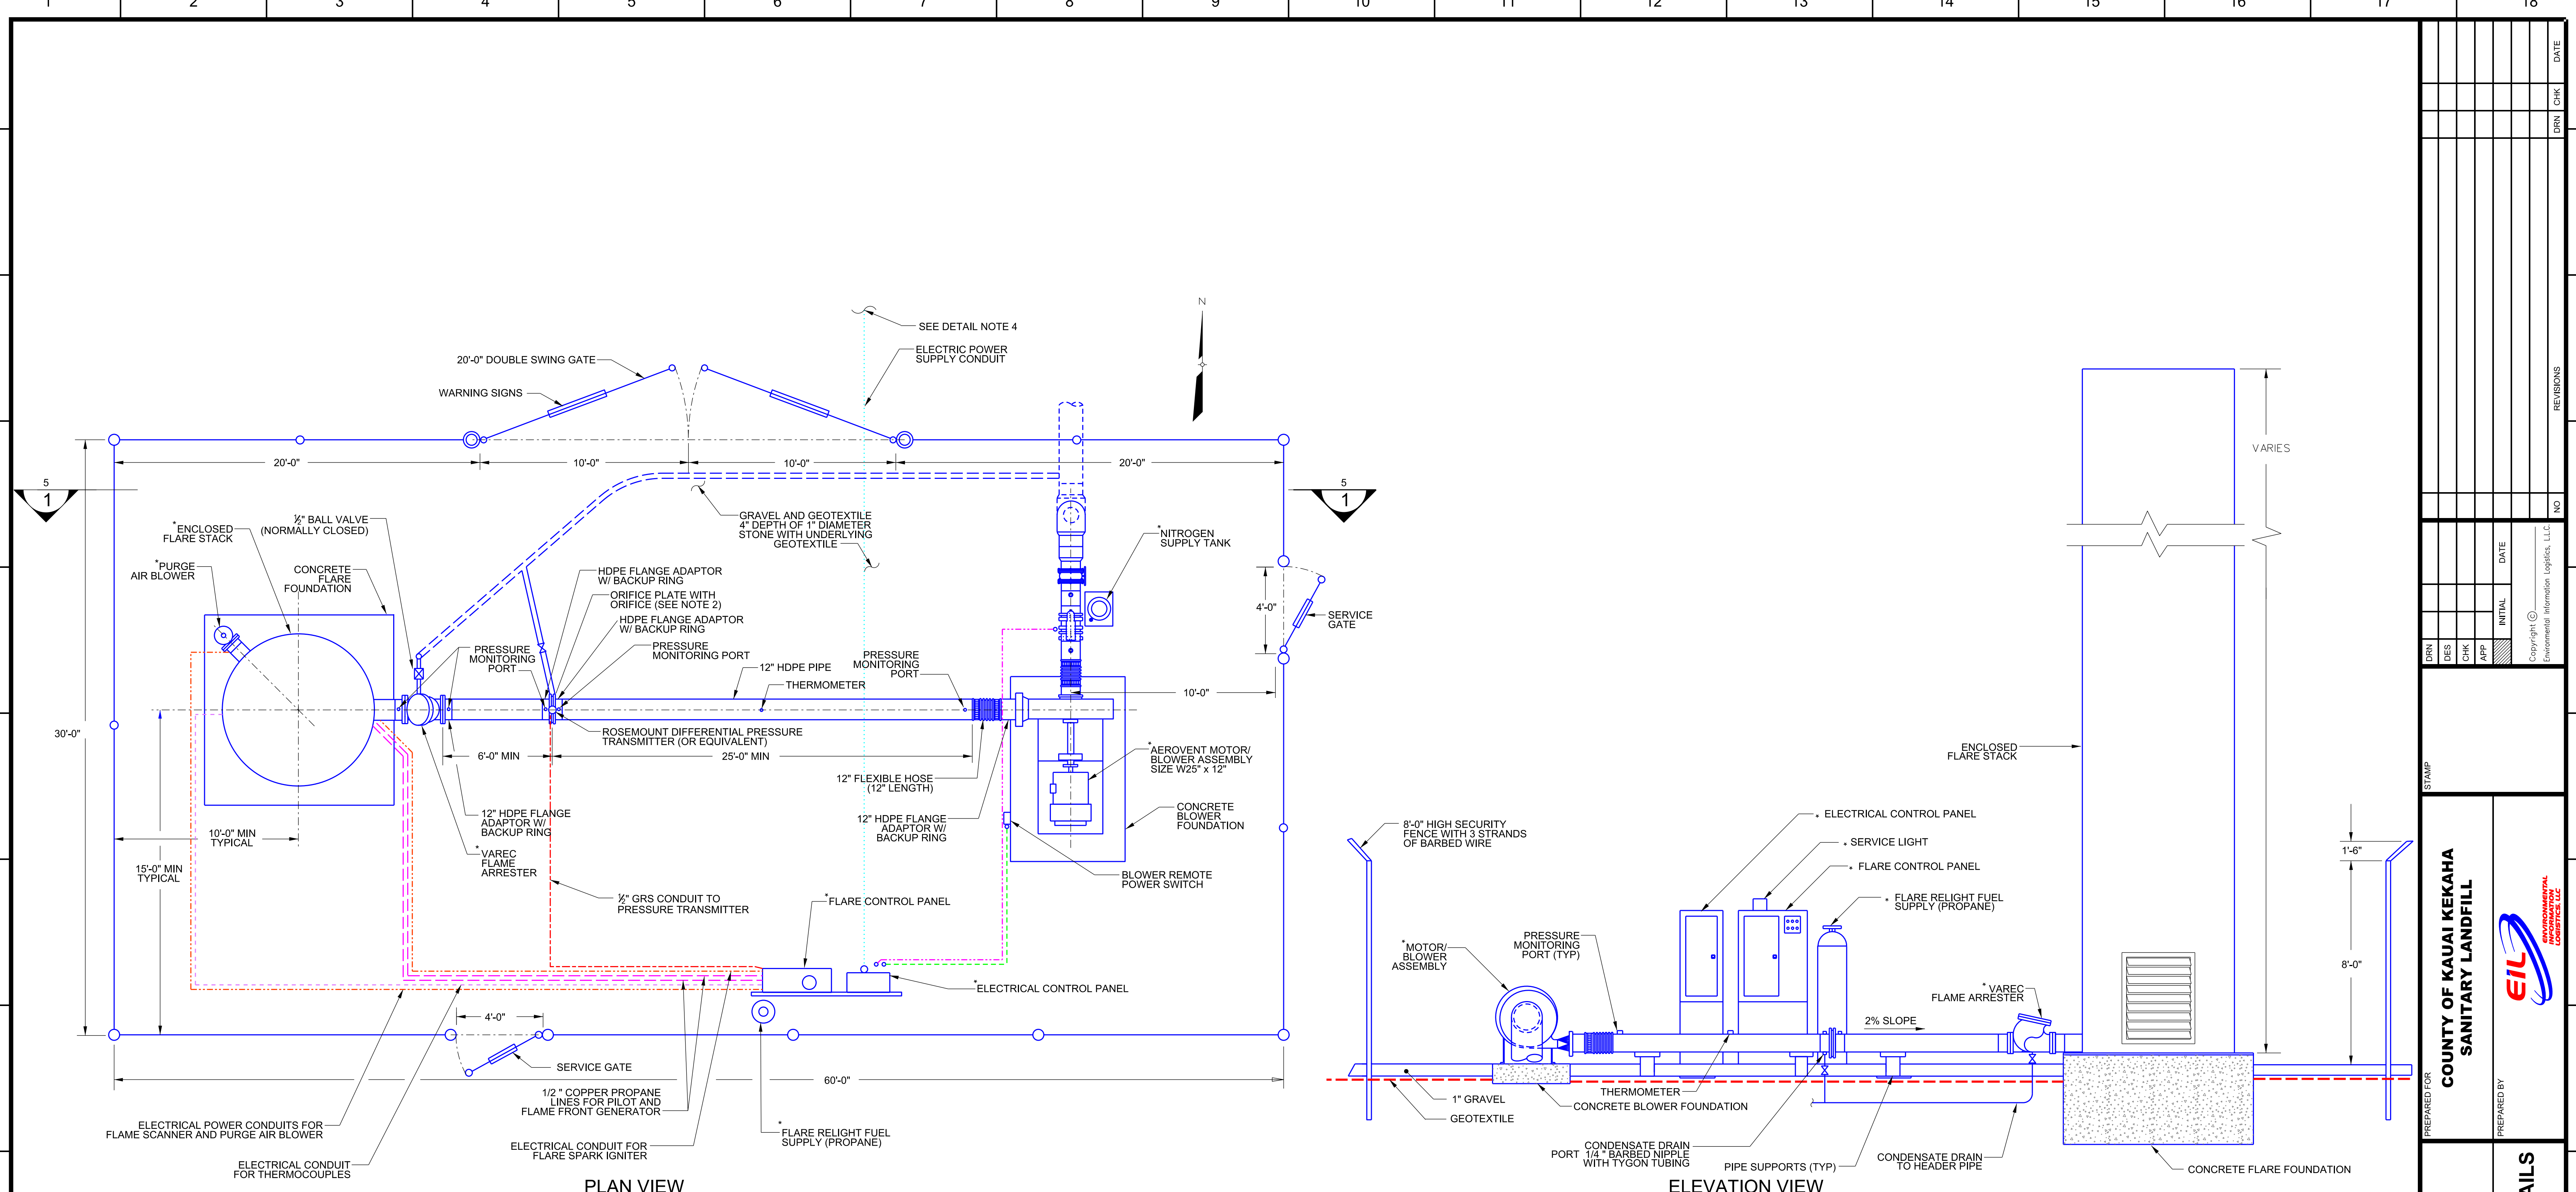 1
2
3
4
5
6
7
8
9
10
11
12
13
14
15
16
17
18
N
SEE DETAIL NOTE 4
ELECTRIC POWER
SUPPLY CONDUIT
20'-0" DOUBLE SWING GATE
WARNING SIGNS
20'-0"
10'-0"
10'-0"
20'-0"
5
1
5
1
*ENCLOSED
FLARE STACK
½" BALL VALVE
(NORMALLY CLOSED)
*PURGE
AIR BLOWER
CONCRETE
FLARE
FOUNDATION
GRAVEL AND GEOTEXTILE
4" DEPTH OF 1" DIAMETER
STONE WITH UNDERLYING
GEOTEXTILE
*NITROGEN
SUPPLY TANK
HDPE FLANGE ADAPTOR
W/ BACKUP RING
ORIFICE PLATE WITH
ORIFICE (SEE NOTE 2)
HDPE FLANGE ADAPTOR
W/ BACKUP RING
PRESSURE
MONITORING PORT
PRESSURE
MONITORING
PORT
PRESSURE
MONITORING
PORT
12" HDPE PIPE
THERMOMETER
4'-0"
SERVICE
GATE
10'-0"
30'-0"
ROSEMOUNT DIFFERENTIAL PRESSURE
TRANSMITTER (OR EQUIVALENT)
6'-0" MIN
25'-0" MIN
12" FLEXIBLE HOSE
(12" LENGTH)
*AEROVENT MOTOR/
BLOWER ASSEMBLY
SIZE W25" x 12"
12" HDPE FLANGE
ADAPTOR W/
BACKUP RING
12" HDPE FLANGE
ADAPTOR W/
BACKUP RING
CONCRETE
BLOWER
FOUNDATION
10'-0" MIN
TYPICAL
15'-0" MIN
TYPICAL
*VAREC
FLAME
ARRESTER
BLOWER REMOTE
POWER SWITCH
½" GRS CONDUIT TO
PRESSURE TRANSMITTER
*FLARE CONTROL PANEL
*ELECTRICAL CONTROL PANEL
4'-0"
SERVICE GATE
60'-0"
1/2 " COPPER PROPANE
LINES FOR PILOT AND
FLAME FRONT GENERATOR
ELECTRICAL POWER CONDUITS FOR
FLAME SCANNER AND PURGE AIR BLOWER
*FLARE RELIGHT FUEL
SUPPLY (PROPANE)
ELECTRICAL CONDUIT FOR
FLARE SPARK IGNITER
ELECTRICAL CONDUIT
FOR THERMOCOUPLES
PLAN VIEW
VARIES
ENCLOSED
FLARE STACK
* ELECTRICAL CONTROL PANEL
* SERVICE LIGHT
* FLARE CONTROL PANEL
* FLARE RELIGHT FUEL
SUPPLY (PROPANE)
8'-0" HIGH SECURITY
FENCE WITH 3 STRANDS
OF BARBED WIRE
1'-6"
8'-0"
*MOTOR/
BLOWER
ASSEMBLY
PRESSURE
MONITORING
PORT (TYP)
* VAREC
FLAME ARRESTER
2% SLOPE
THERMOMETER
1" GRAVEL
CONCRETE BLOWER FOUNDATION
GEOTEXTILE
CONDENSATE DRAIN
PORT 1/4 " BARBED NIPPLE
WITH TYGON TUBING
PIPE SUPPORTS (TYP)
CONDENSATE DRAIN
TO HEADER PIPE
CONCRETE FLARE FOUNDATION
ELEVATION VIEW
NO
REVISIONS
DRN
CHK
DATE
DRN
DES
CHK
APP
INITIAL
DATE
Copyright ©
Environmental Information Logistics, L.L.C.
STAMP
PREPARED FOR
COUNTY OF KAUAI KEKAHA
SANITARY LANDFILL
PREPARED BY
EIL
ENVIRONMENTAL
INFORMATION
LOGISTICS, LLC